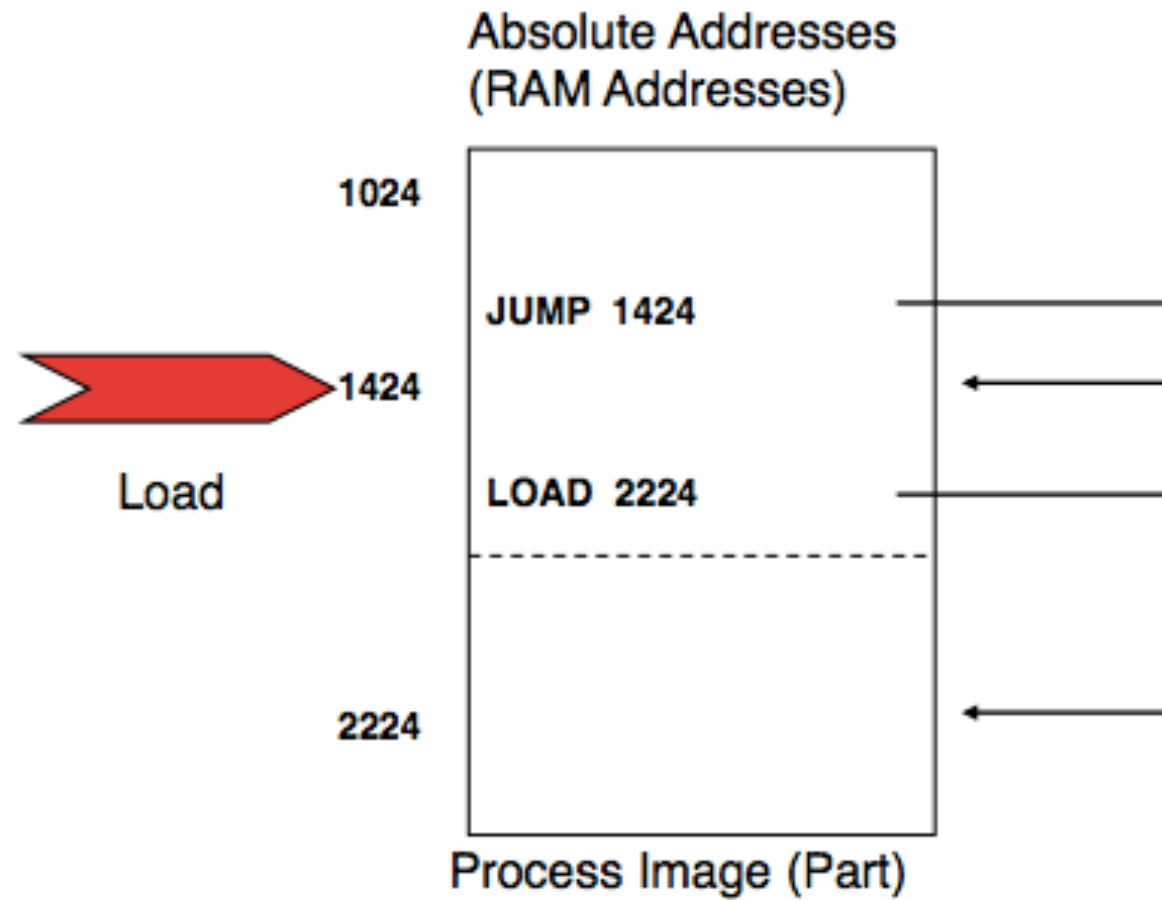 Absolute Addresses
(RAM Addresses)
1024
JUMP 1424
1424
Load
LOAD 2224
2224
Process Image (Part)